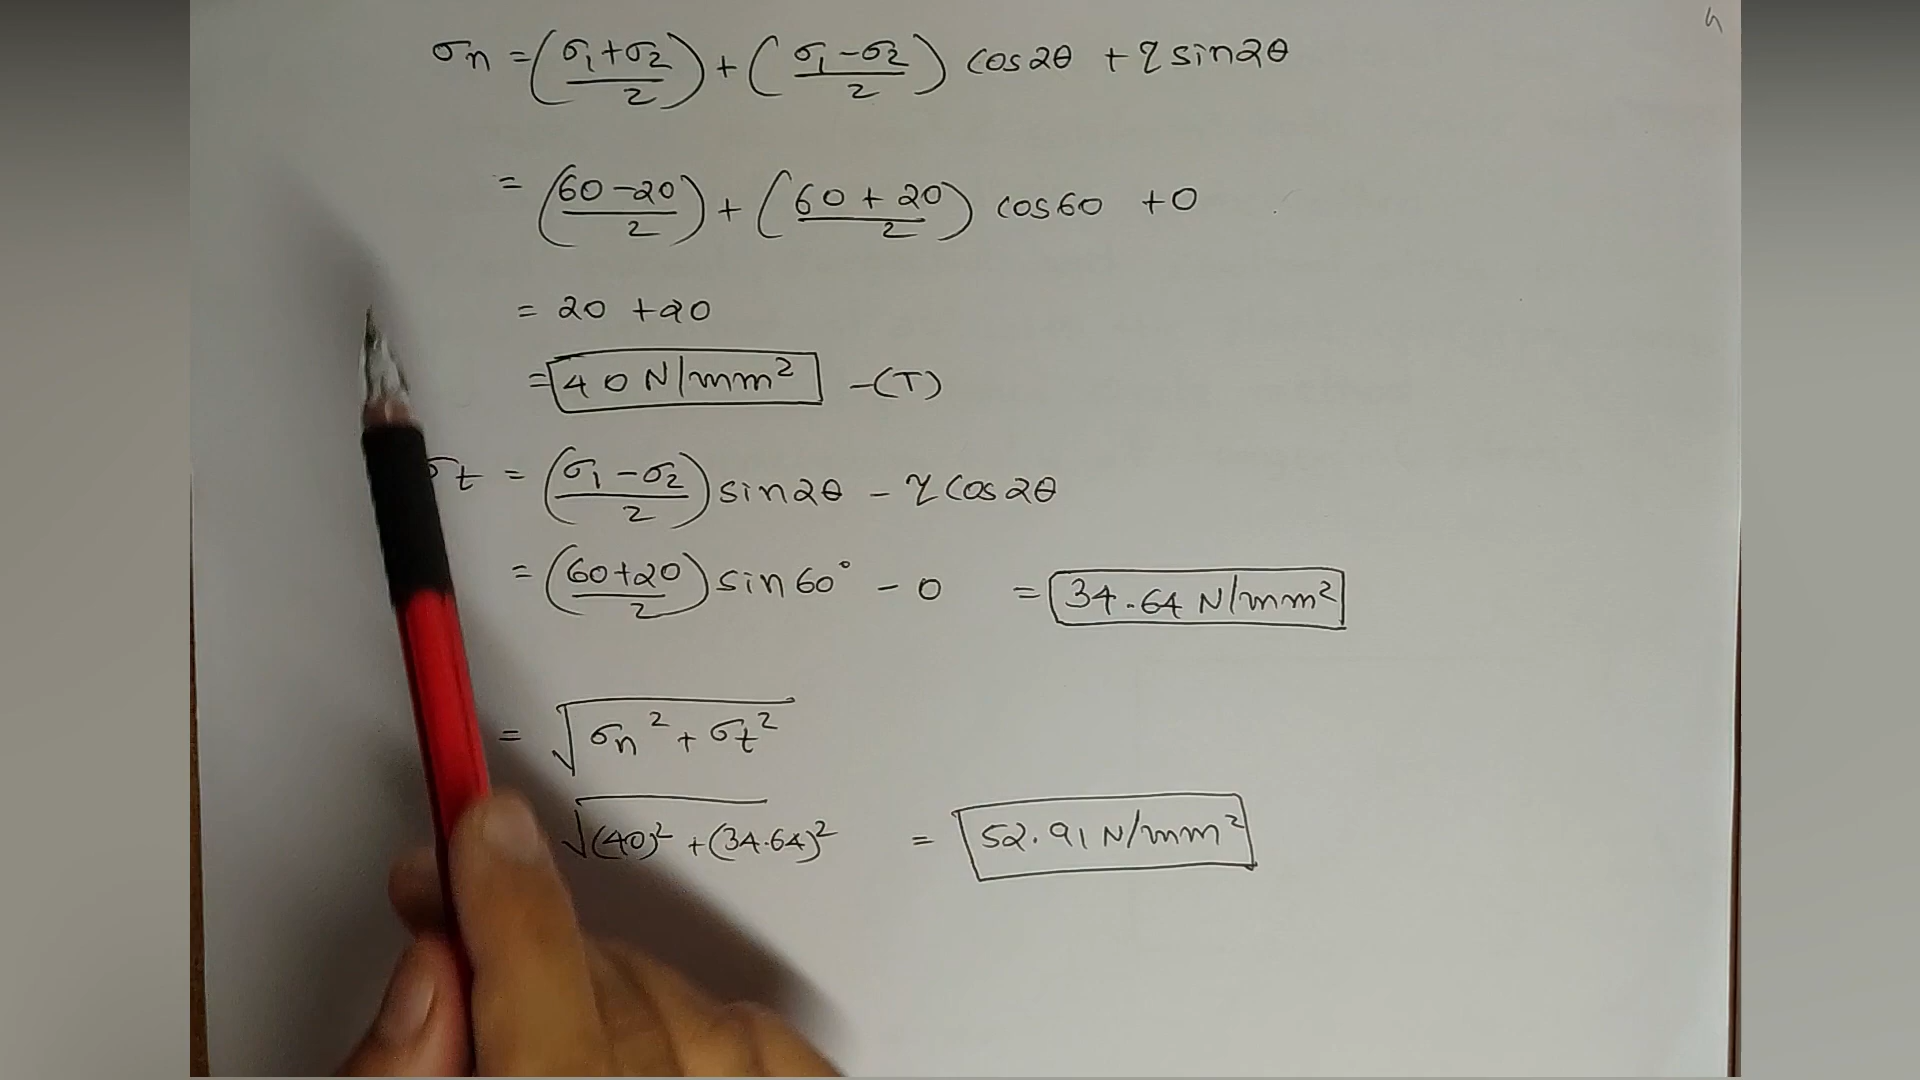 σn = (σ1+σ2/2) + (σ1-σ2/2) cos2θ + τ sin2θ
= (60-20/2) + (60+20/2) cos60 +0
= 20 +20
= 40 N/mm² -(T)
σt = (σ1-σ2/2) sin2θ - τ cos2θ
= (60+20/2) sin60° - 0 = 34.64 N/mm²
= √σn² + σt²
√(40)² + (34.64)² = 52.91 N/mm²